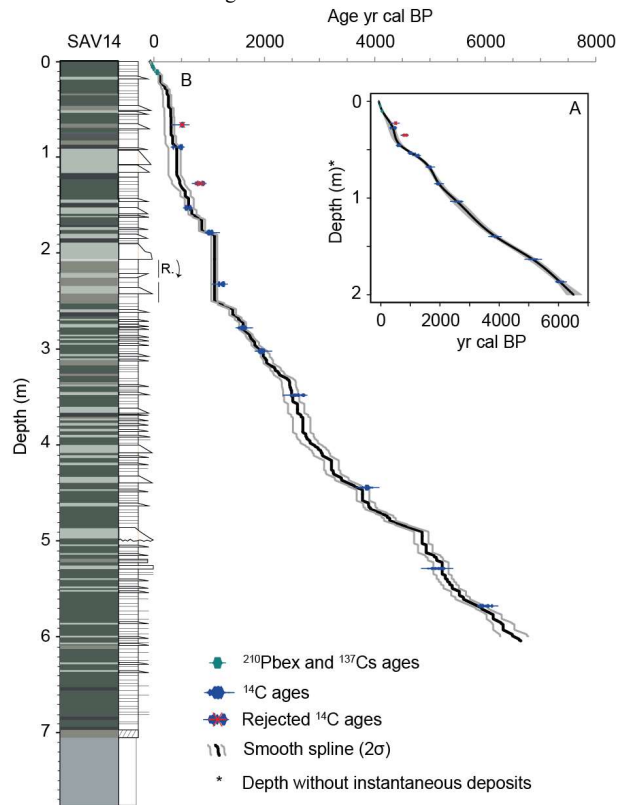 Age yr cal BP
SAV14
0 2000 4000 6000 8000
0
1
2
3
4
5
6
7
Depth (m)
B
R.
A
0
1
2
Depth (m)*
0 2000 4000 6000
yr cal BP
²¹⁰Pbex and ¹³⁷Cs ages
¹⁴C ages
Rejected ¹⁴C ages
Smooth spline (2σ)
* Depth without instantaneous deposits